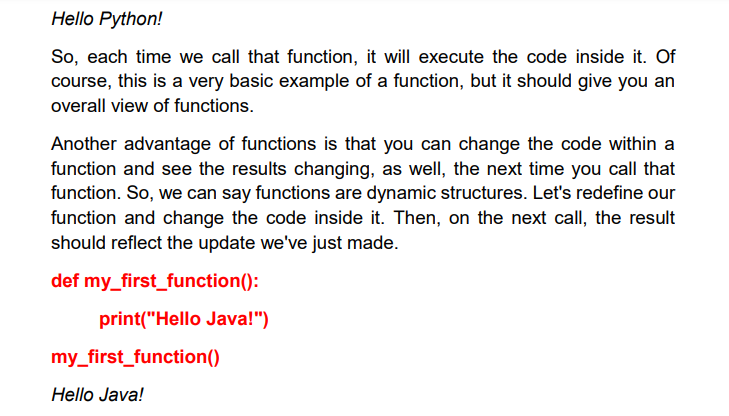 Hello Python!
So, each time we call that function, it will execute the code inside it. Of
course, this is a very basic example of a function, but it should give you an
overall view of functions.
Another advantage of functions is that you can change the code within a
function and see the results changing, as well, the next time you call that
function. So, we can say functions are dynamic structures. Let's redefine our
function and change the code inside it. Then, on the next call, the result
should reflect the update we've just made.
def my_first_function():
print("Hello Java!")
my_first_function()
Hello Java!